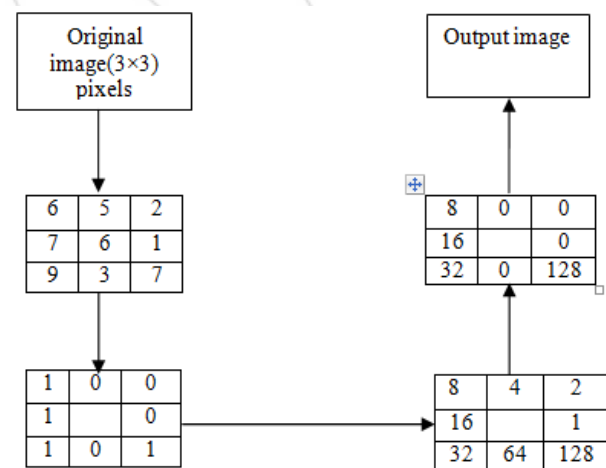 Original
image(3×3)
pixels
Output image
6 5 2
7 6 1
9 3 7
8 0 0
16 0
32 0 128
1 0 0
1 0
1 0 1
8 4 2
16 1
32 64 128